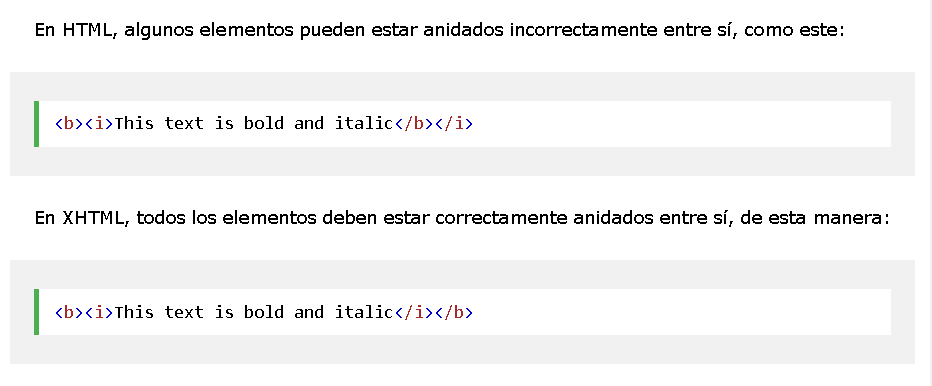 En HTML, algunos elementos pueden estar anidados incorrectamente entre sí, como este:
<b><i>This text is bold and italic</b></i>
En XHTML, todos los elementos deben estar correctamente anidados entre sí, de esta manera:
<b><i>This text is bold and italic</i></b>